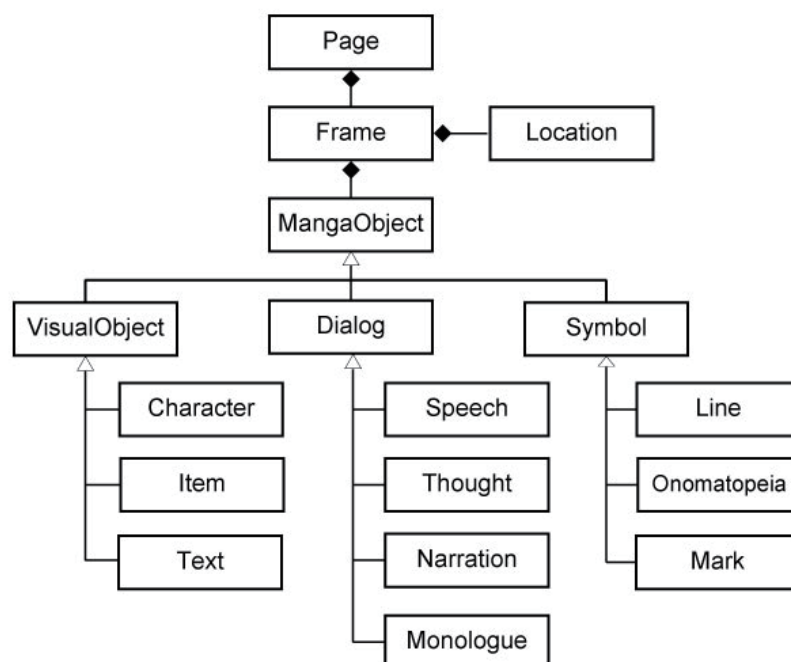 Page
Frame
Location
MangaObject
VisualObject
Dialog
Symbol
Character
Speech
Line
Item
Thought
Onomatopeia
Text
Narration
Mark
Monologue